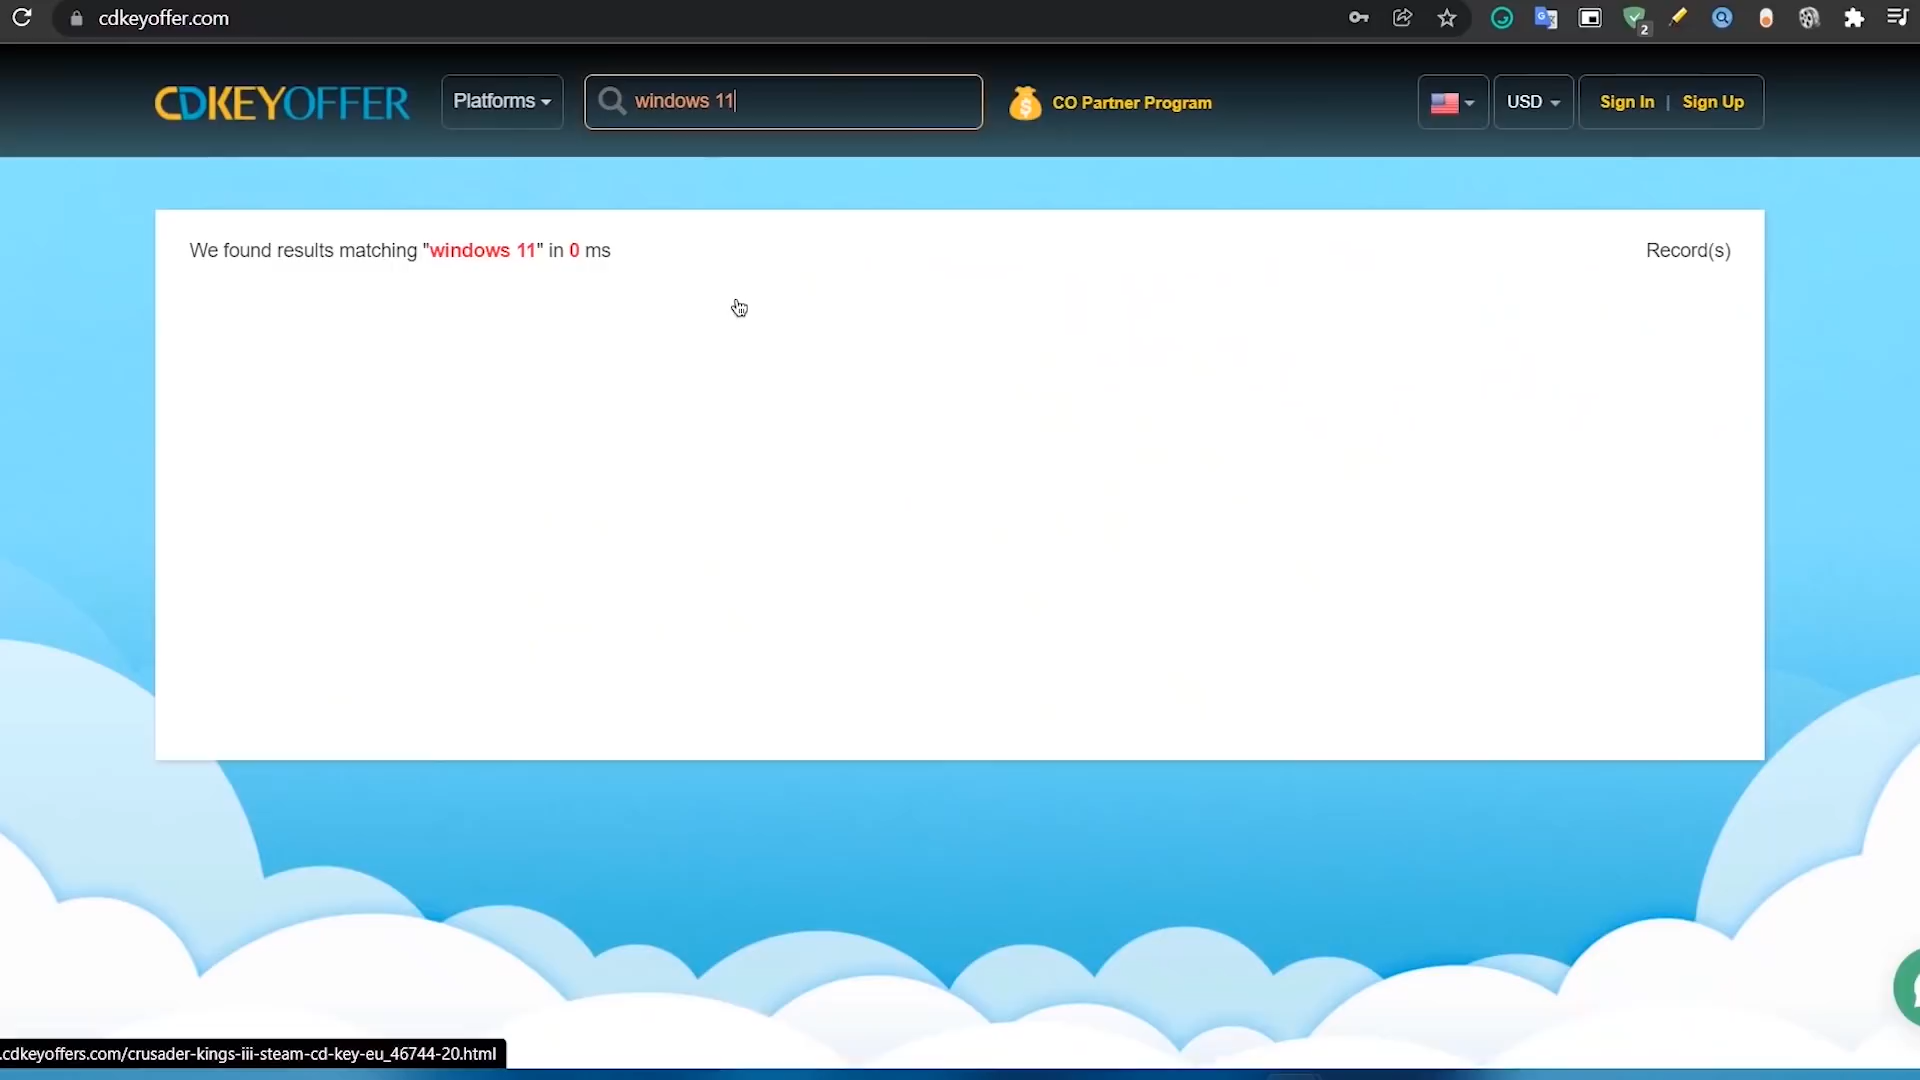 cdkeyoffer.com
2
CDKEYOFFER
Platforms
windows 11
CO Partner Program
USD
Sign In | Sign Up
We found results matching "windows 11" in 0 ms
Record(s)
.cdkeyoffers.com/crusader-kings-iii-steam-cd-key-eu_46744-20.html